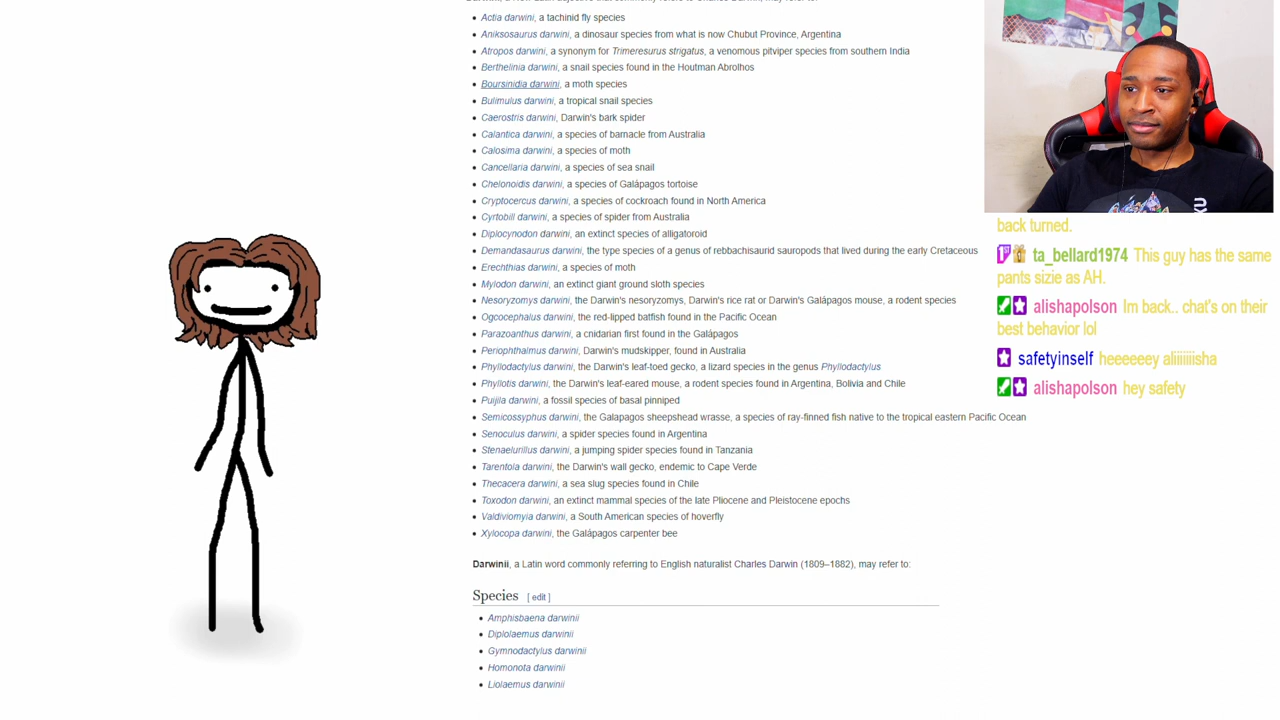 Actia darwini, a tachinid fly species
Aniksosaurus darwini, a dinosaur species from what is now Chubut Province, Argentina
Atropos darwini, a synonym for Trimeresurus strigatus, a venomous pitviper species from southern India
Berthelinia darwini, a snail species found in the Houtman Abrolhos
Boursinidia darwini, a moth species
Bulimulus darwini, a tropical snail species
Caerostris darwini, Darwin's bark spider
Calantica darwini, a species of barnacle from Australia
Calosima darwini, a species of moth
Cancellaria darwini, a species of sea snail
Chelonoidis darwini, a species of Galápagos tortoise
Cryptocercus darwini, a species of cockroach found in North America
Cyrtobill darwini, a species of spider from Australia
Diplocynodon darwini, an extinct species of alligatoroid
Demandasaurus darwini, the type species of a genus of rebbachisaurid sauropods that lived during the early Cretaceous
Erechthias darwini, a species of moth
Mylodon darwini, an extinct giant ground sloth species
Nesoryzomys darwini, the Darwin's nesoryzomys, Darwin's rice rat or Darwin's Galápagos mouse, a rodent species
Ogcocephalus darwini, the red-lipped batfish found in the Pacific Ocean
Parazoanthus darwini, a cnidarian first found in the Galápagos
Periophthalmus darwini, Darwin's mudskipper, found in Australia
Phyllodactylus darwini, the Darwin's leaf-toed gecko, a lizard species in the genus Phyllodactylus
Phyllotis darwini, the Darwin's leaf-eared mouse, a rodent species found in Argentina, Bolivia and Chile
Puijila darwini, a fossil species of basal pinniped
Semicossyphus darwini, the Galapagos sheepshead wrasse, a species of ray-finned fish native to the tropical eastern Pacific Ocean
Senoculus darwini, a spider species found in Argentina
Stenaelurillus darwini, a jumping spider species found in Tanzania
Tarentola darwini, the Darwin's wall gecko, endemic to Cape Verde
Thecacera darwini, a sea slug species found in Chile
Toxodon darwini, an extinct mammal species of the late Pliocene and Pleistocene epochs
Valdiviomyia darwini, a South American species of hoverfly
Xylocopa darwini, the Galápagos carpenter bee
Darwinii, a Latin word commonly referring to English naturalist Charles Darwin (1809–1882), may refer to:
Species [ edit ]
Amphisbaena darwinii
Diplolaemus darwinii
Gymnodactylus darwinii
Homonota darwinii
Liolaemus darwinii
back turned.
ta_bellard1974 This guy has the same
pants sizie as AH.
alishapolson Im back.. chat's on their
best behavior lol
safetyinself heeeeeey aliiiiiiisha
alishapolson hey safety